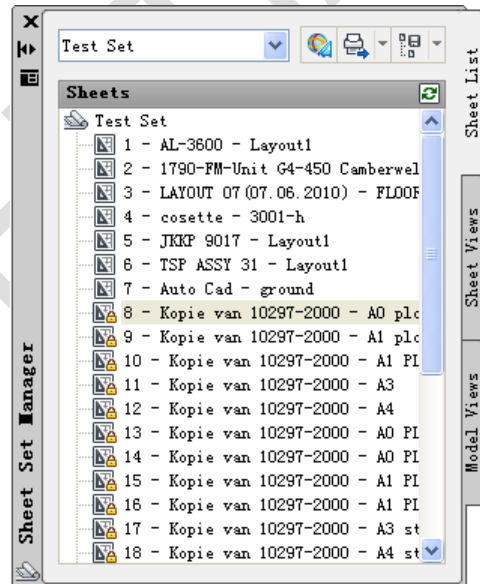 Test Set
Sheets
Test Set
1 - AL-3600 - Layout1
2 - 1790-FM-Unit G4-450 Camberwel
3 - LAYOUT 07(07.06.2010) - FLOOR
4 - cosette - 3001-h
5 - JKKP 9017 - Layout1
6 - TSP ASSY 31 - Layout1
7 - Auto Cad - ground
8 - Kopie van 10297-2000 - A0 plo
9 - Kopie van 10297-2000 - A1 plo
10 - Kopie van 10297-2000 - A1 PL
11 - Kopie van 10297-2000 - A3
12 - Kopie van 10297-2000 - A4
13 - Kopie van 10297-2000 - A0 PL
14 - Kopie van 10297-2000 - A0 PL
15 - Kopie van 10297-2000 - A1 PL
16 - Kopie van 10297-2000 - A1 PL
17 - Kopie van 10297-2000 - A3 st
18 - Kopie van 10297-2000 - A4 st
Sheet List
Sheet Views
Model Views
Sheet Set Manager